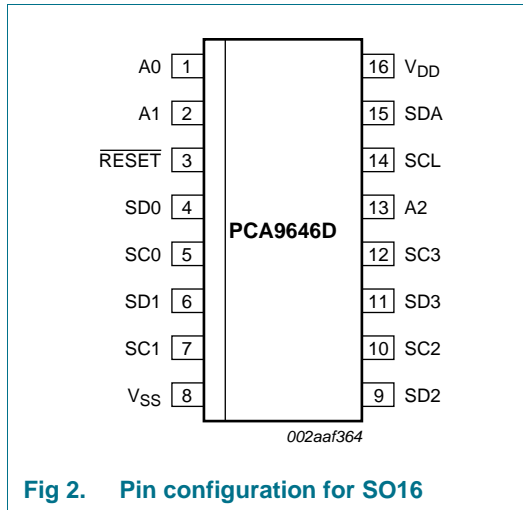 A0 1 16 VDD
A1 2 15 SDA
RESET 3 14 SCL
SD0 4 13 A2
PCA9646D
SC0 5 12 SC3
SD1 6 11 SD3
SC1 7 10 SC2
VSS 8 9 SD2
002aaf364
Fig 2. Pin configuration for SO16